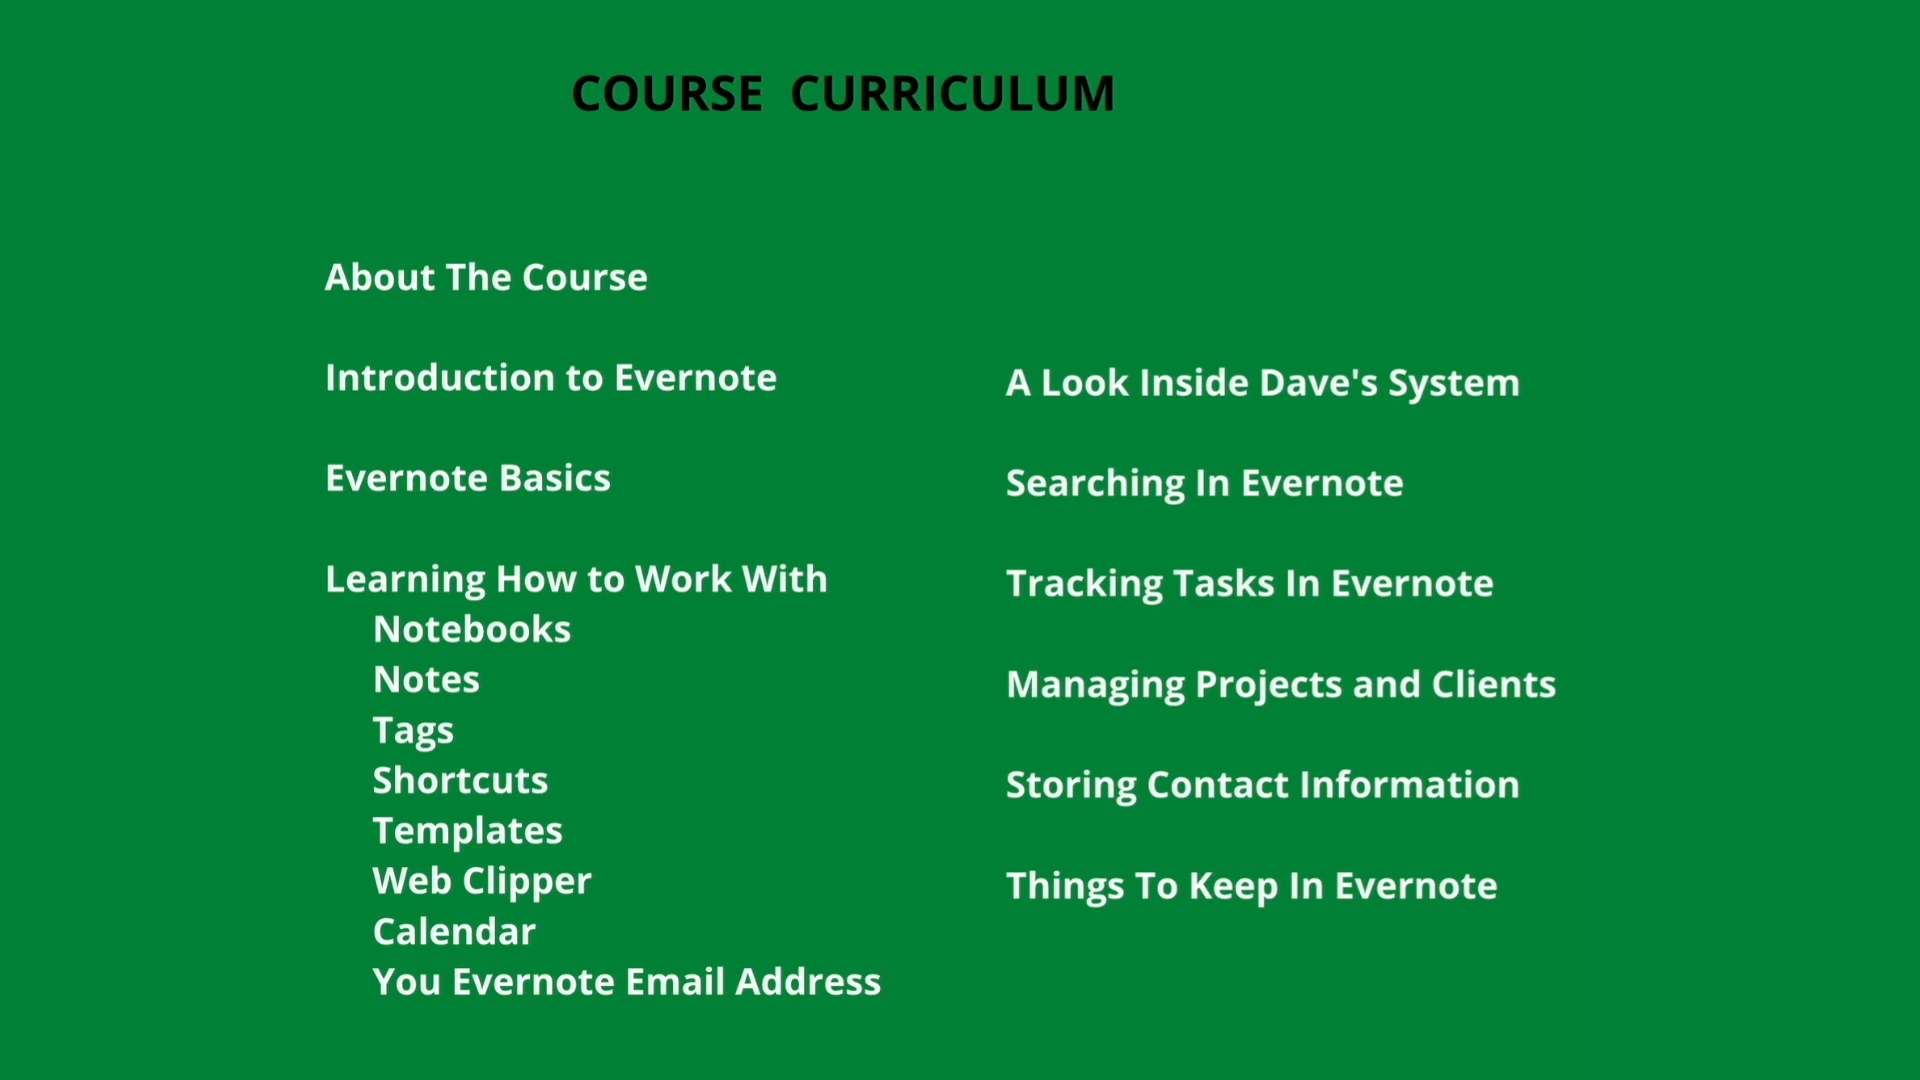 COURSE CURRICULUM
About The Course
Introduction to Evernote
Evernote Basics
Learning How to Work With
Notebooks
Notes
Tags
Shortcuts
Templates
Web Clipper
Calendar
You Evernote Email Address
A Look Inside Dave's System
Searching In Evernote
Tracking Tasks In Evernote
Managing Projects and Clients
Storing Contact Information
Things To Keep In Evernote